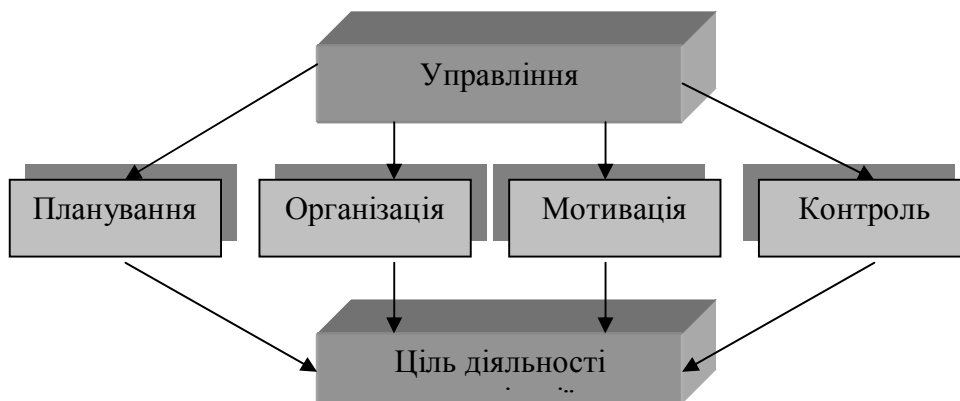 Управління
Планування
Організація
Мотивація
Контроль
Ціль діяльності